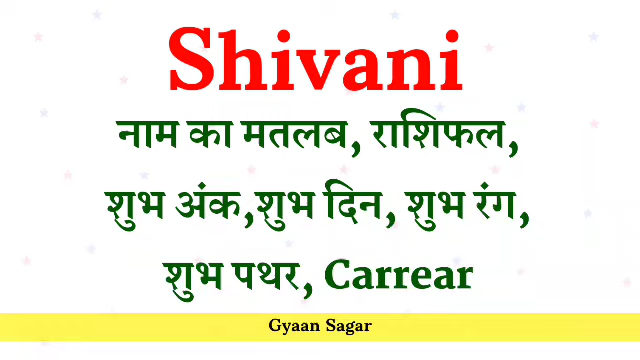 Shivani
नाम का मतलब, राशिफल,
शुभ अंक,शुभ दिन, शुभ रंग,
शुभ पथर, Carrear
Gyaan Sagar